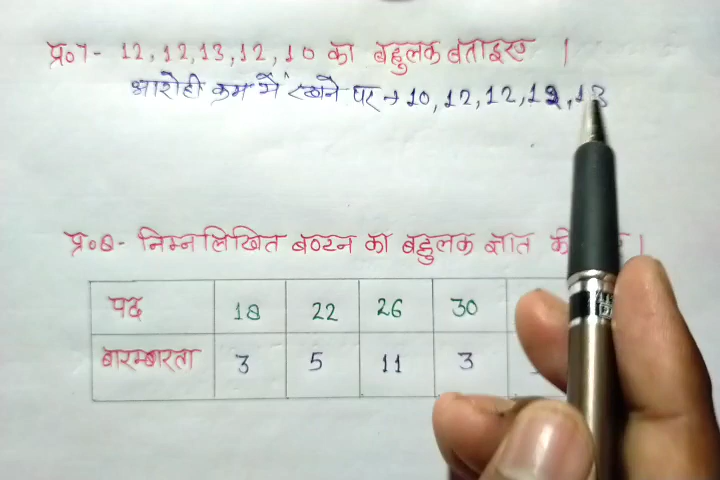 प्र०7- 12,12,13,12,10 का बहुलक बताइए ।
आरोही क्रम में रखने पर → 10,12,12,12,13
प्र०8- निम्नलिखित बण्टन का बहुलक ज्ञात ।
पद 18 22 26 30
बारम्बारता 3 5 11 3